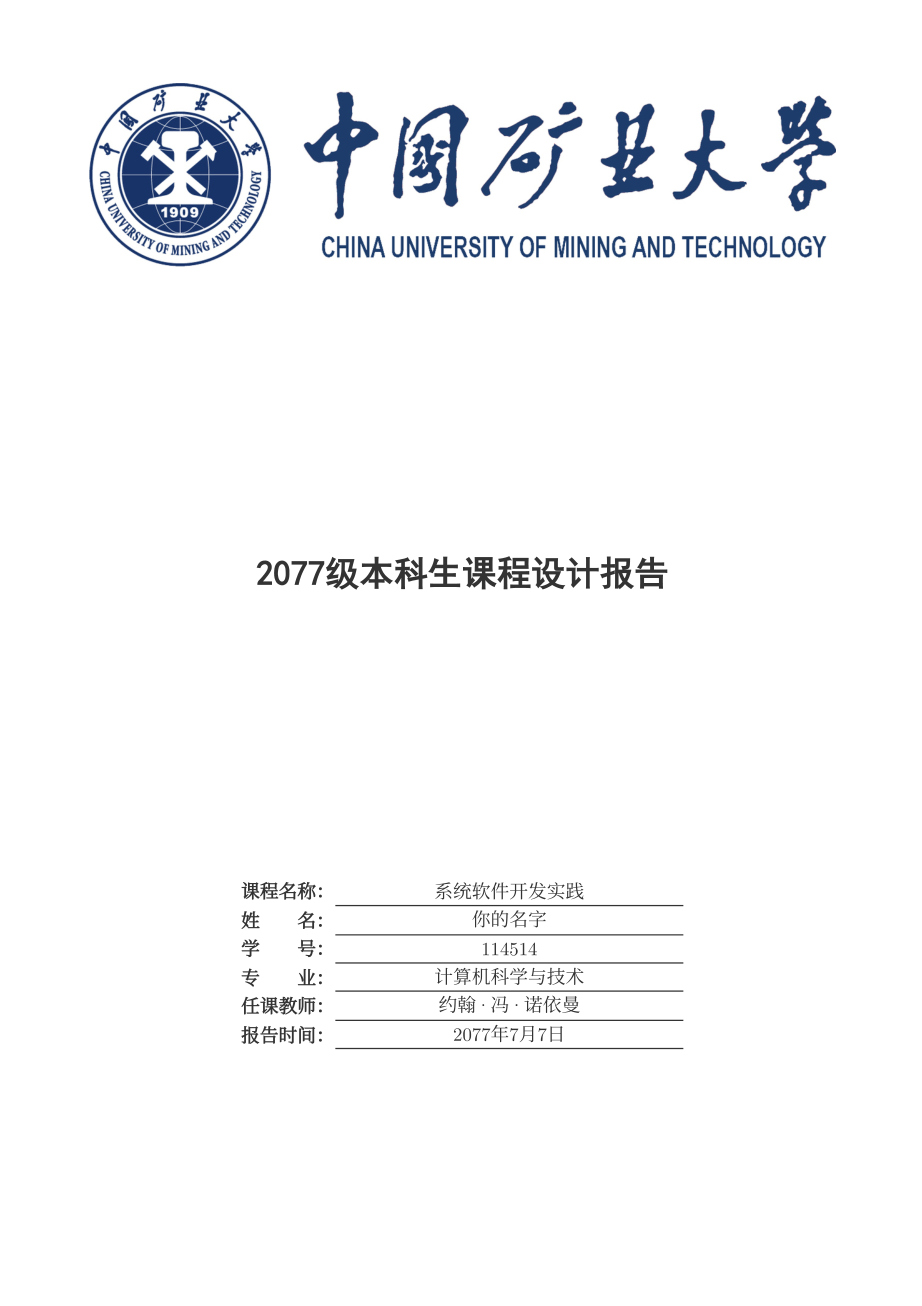 中国矿业大学
CHINA UNIVERSITY OF MINING AND TECHNOLOGY
1909
中国矿业大学
CHINA UNIVERSITY OF MINING AND TECHNOLOGY
2077级本科生课程设计报告
课程名称: 系统软件开发实践
姓 名: 你的名字
学 号: 114514
专 业: 计算机科学与技术
任课教师: 约翰·冯·诺依曼
报告时间: 2077年7月7日